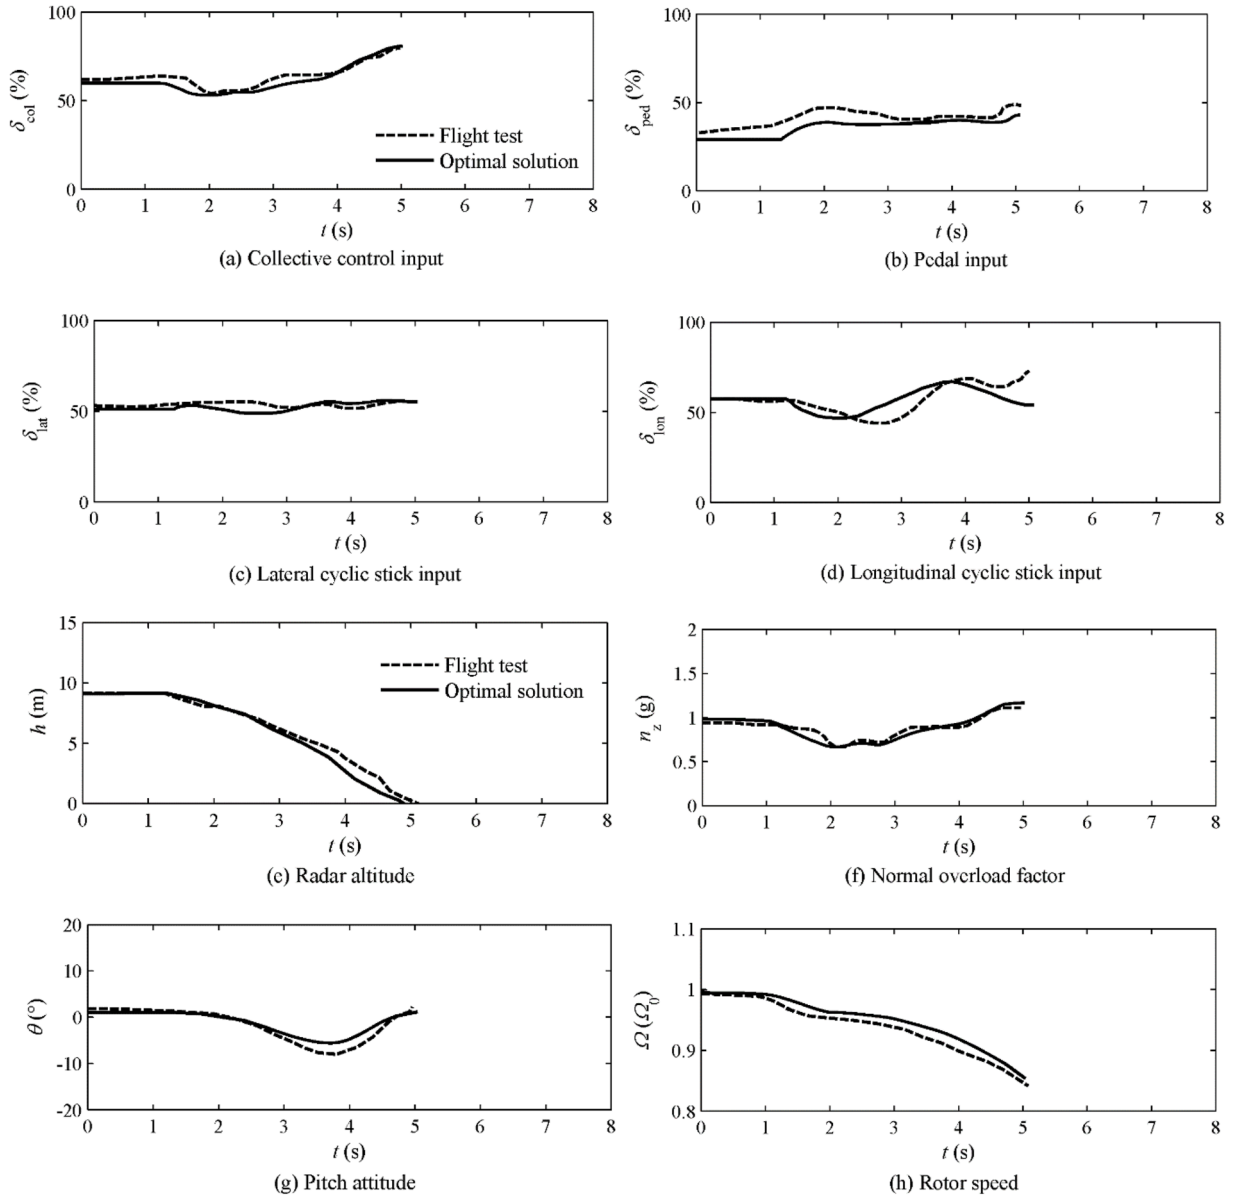 100
50
0
δcol (%)
Flight test
Optimal solution
0 1 2 3 4 5 6 7 8
t (s)
(a) Collective control input
100
50
0
δped (%)
0 1 2 3 4 5 6 7 8
t (s)
(b) Pedal input
100
50
0
δlat (%)
0 1 2 3 4 5 6 7 8
t (s)
(c) Lateral cyclic stick input
100
50
0
δlon (%)
0 1 2 3 4 5 6 7 8
t (s)
(d) Longitudinal cyclic stick input
15
10
5
0
h (m)
Flight test
Optimal solution
0 1 2 3 4 5 6 7 8
t (s)
(e) Radar altitude
2
1.5
1
0.5
0
nz (g)
0 1 2 3 4 5 6 7 8
t (s)
(f) Normal overload factor
20
10
0
-10
-20
θ (°)
0 1 2 3 4 5 6 7 8
t (s)
(g) Pitch attitude
1.1
1
0.9
0.8
Ω (Ω0)
0 1 2 3 4 5 6 7 8
t (s)
(h) Rotor speed